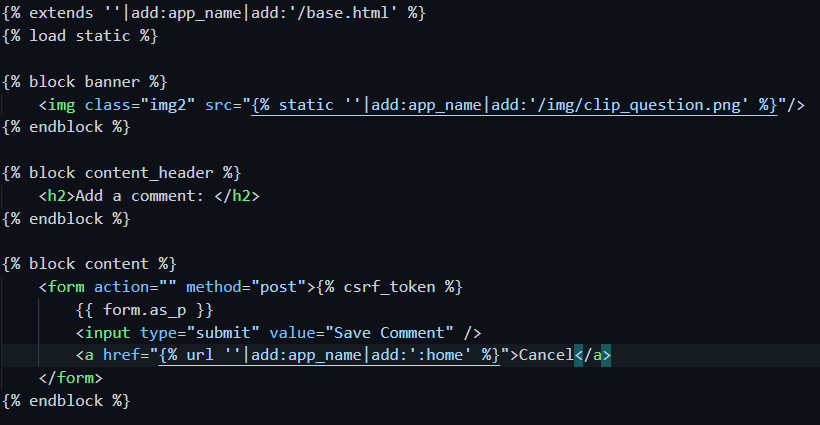 {% extends ''|add:app_name|add:'/base.html' %}
{% load static %}
{% block banner %}
<img class="img2" src="{% static ''|add:app_name|add:'/img/clip_question.png' %}"/>
{% endblock %}
{% block content_header %}
<h2>Add a comment: </h2>
{% endblock %}
{% block content %}
<form action="" method="post">{% csrf_token %}
{{ form.as_p }}
<input type="submit" value="Save Comment" />
<a href="{% url ''|add:app_name|add:':home' %}">Cancel</a>
</form>
{% endblock %}